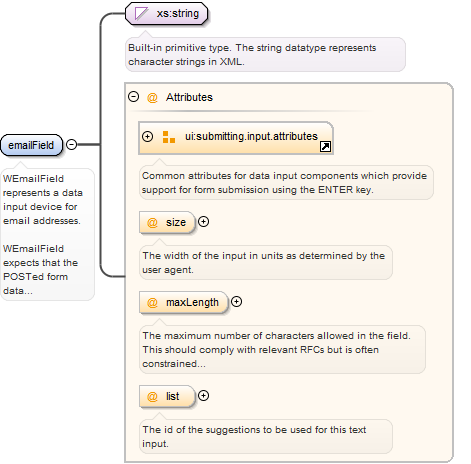 xs:string
Built-in primitive type. The string datatype represents
character strings in XML.
@ Attributes
ui:submitting.input.attributes
Common attributes for data input components which provide
support for form submission using the ENTER key.
emailField
WEmailField
represents a data
input device for
email addresses.
WEmailField
expects that the
POSTed form
data...
@ size
The width of the input in units as determined by the
user agent.
@ maxLength
The maximum number of characters allowed in the field.
This should comply with relevant RFCs but is often
constrained...
@ list
The id of the suggestions to be used for this text
input.